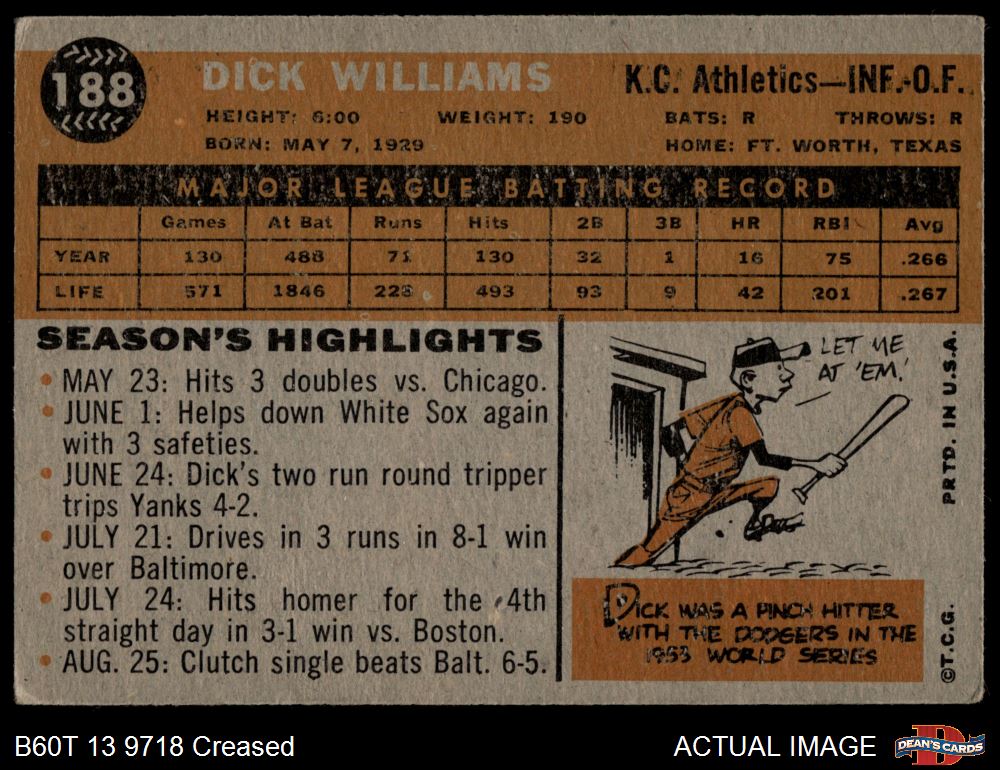 188
DICK WILLIAMS
K.C. Athletics—INF.-O.F.
HEIGHT: 6:00 WEIGHT: 190 BATS: R THROWS: R
BORN: MAY 7, 1929 HOME: FT. WORTH, TEXAS
MAJOR LEAGUE BATTING RECORD
Games At Bat Runs Hits 2B 3B HR RBI Avg
YEAR 130 488 71 130 32 1 16 75 .266
LIFE 571 1846 228 493 93 9 42 201 .267
SEASON'S HIGHLIGHTS
• MAY 23: Hits 3 doubles vs. Chicago.
• JUNE 1: Helps down White Sox again
with 3 safeties.
• JUNE 24: Dick's two run round tripper
trips Yanks 4-2.
• JULY 21: Drives in 3 runs in 8-1 win
over Baltimore.
• JULY 24: Hits homer for the 4th
straight day in 3-1 win vs. Boston.
• AUG. 25: Clutch single beats Balt. 6-5.
LET ME
AT 'EM!
DICK WAS A PINCH HITTER
WITH THE DODGERS IN THE
1953 WORLD SERIES
PRTD. IN U.S.A.
©T.C.G.
B60T 13 9718 Creased
ACTUAL IMAGE
DEAN'S CARDS